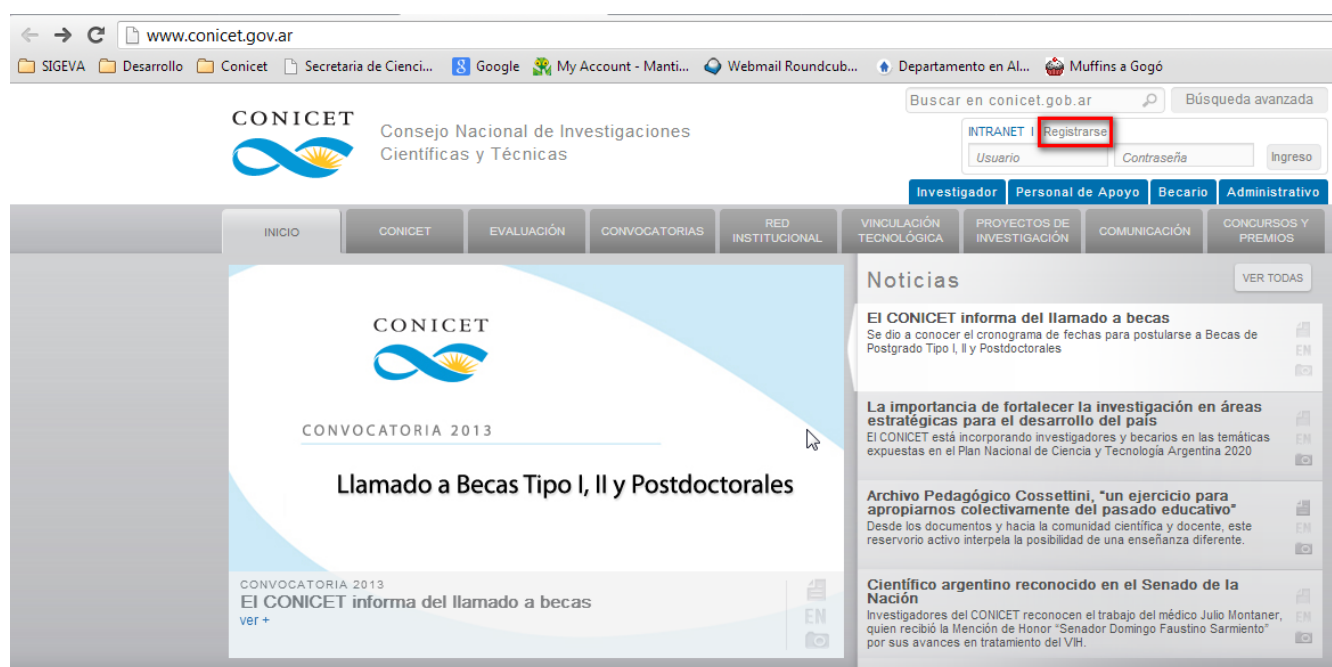 www.conicet.gov.ar
SIGEVA Desarrollo Conicet Secretaria de Cienci... Google My Account - Manti... Webmail Roundcub... Departamento en Al... Muffins a Gogó
Buscar en conicet.gob.ar Búsqueda avanzada
CONICET
Consejo Nacional de Investigaciones
Científicas y Técnicas
INTRANET | Registrarse
Usuario Contraseña Ingreso
Investigador Personal de Apoyo Becario Administrativo
INICIO CONICET EVALUACIÓN CONVOCATORIAS RED INSTITUCIONAL VINCULACIÓN TECNOLÓGICA PROYECTOS DE INVESTIGACIÓN COMUNICACIÓN CONCURSOS Y PREMIOS
CONICET
CONVOCATORIA 2013
Llamado a Becas Tipo I, II y Postdoctorales
CONVOCATORIA 2013
El CONICET informa del llamado a becas
ver +
EN
Noticias VER TODAS
El CONICET informa del llamado a becas
Se dio a conocer el cronograma de fechas para postularse a Becas de
Postgrado Tipo I, II y Postdoctorales
EN
La importancia de fortalecer la investigación en áreas
estratégicas para el desarrollo del país
El CONICET está incorporando investigadores y becarios en las temáticas
expuestas en el Plan Nacional de Ciencia y Tecnología Argentina 2020
EN
Archivo Pedagógico Cossettini, "un ejercicio para
apropiarnos colectivamente del pasado educativo"
Desde los documentos y hacia la comunidad científica y docente, este
reservorio activo interpela la posibilidad de una enseñanza diferente.
EN
Científico argentino reconocido en el Senado de la
Nación
Investigadores del CONICET reconocen el trabajo del médico Julio Montaner,
quien recibió la Mención de Honor "Senador Domingo Faustino Sarmiento"
por sus avances en tratamiento del VIH.
EN